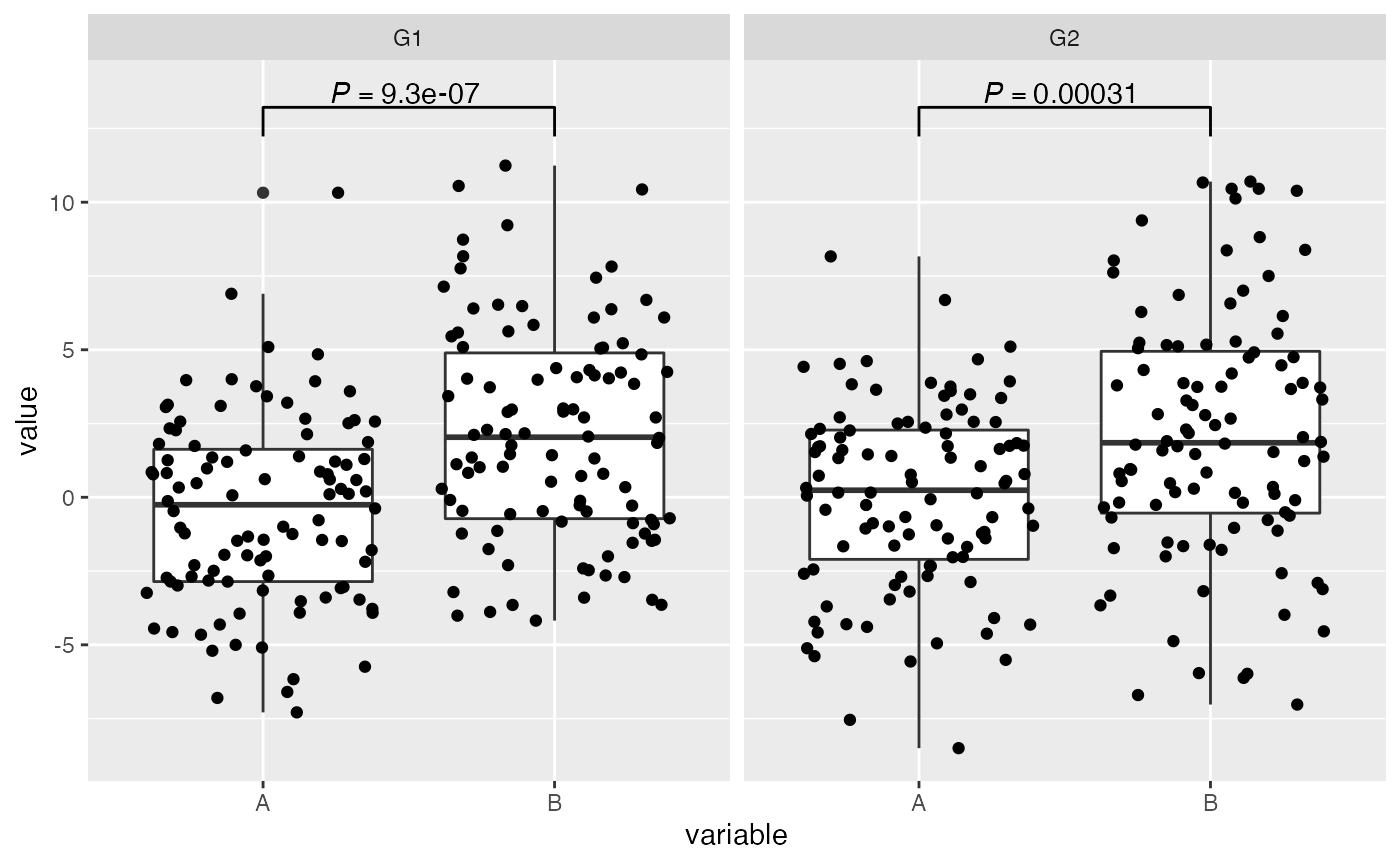 G1
G2
P = 9.3e-07
P = 0.00031
value
10
5
0
-5
A
B
A
B
variable